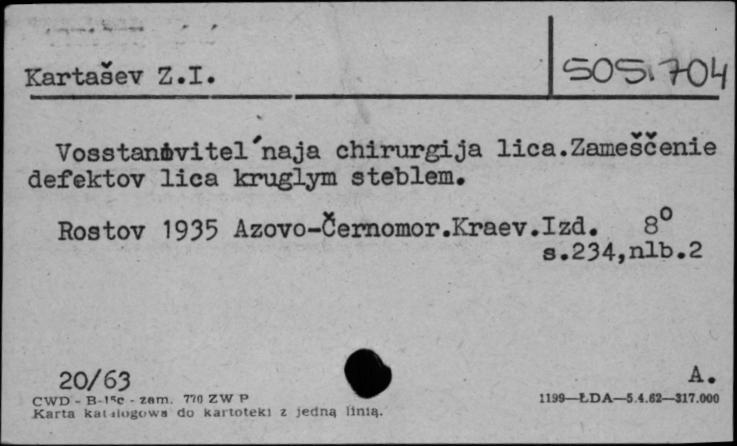 Kartašev Z.I.
S05.704
Vosstanovitel´naja chirurgija lica.Zameščenie
defektov lica kruglym steblem.
Rostov 1935 Azovo-Černomor.Kraev.Izd. 8°
s.234,nlb.2
20/63
A.
CWD - B-15c - zam. 770 ZW P
1199—ŁDA—5.4.62—317.000
Karta katalogowa do kartoteki z jedną linią.